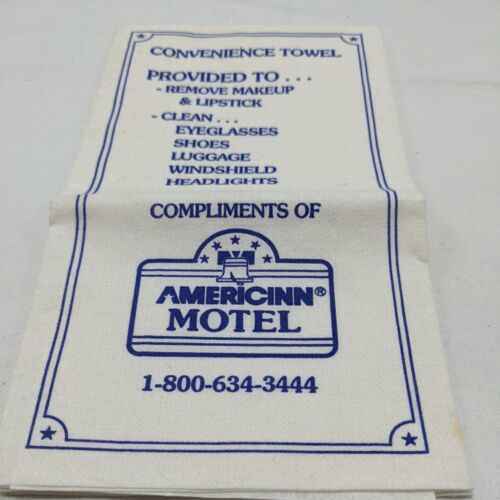 CONVENIENCE TOWEL
PROVIDED TO...
- REMOVE MAKEUP
& LIPSTICK
- CLEAN...
EYEGLASSES
SHOES
LUGGAGE
WINDSHIELD
HEADLIGHTS
COMPLIMENTS OF
AMERICINN®
MOTEL
1-800-634-3444